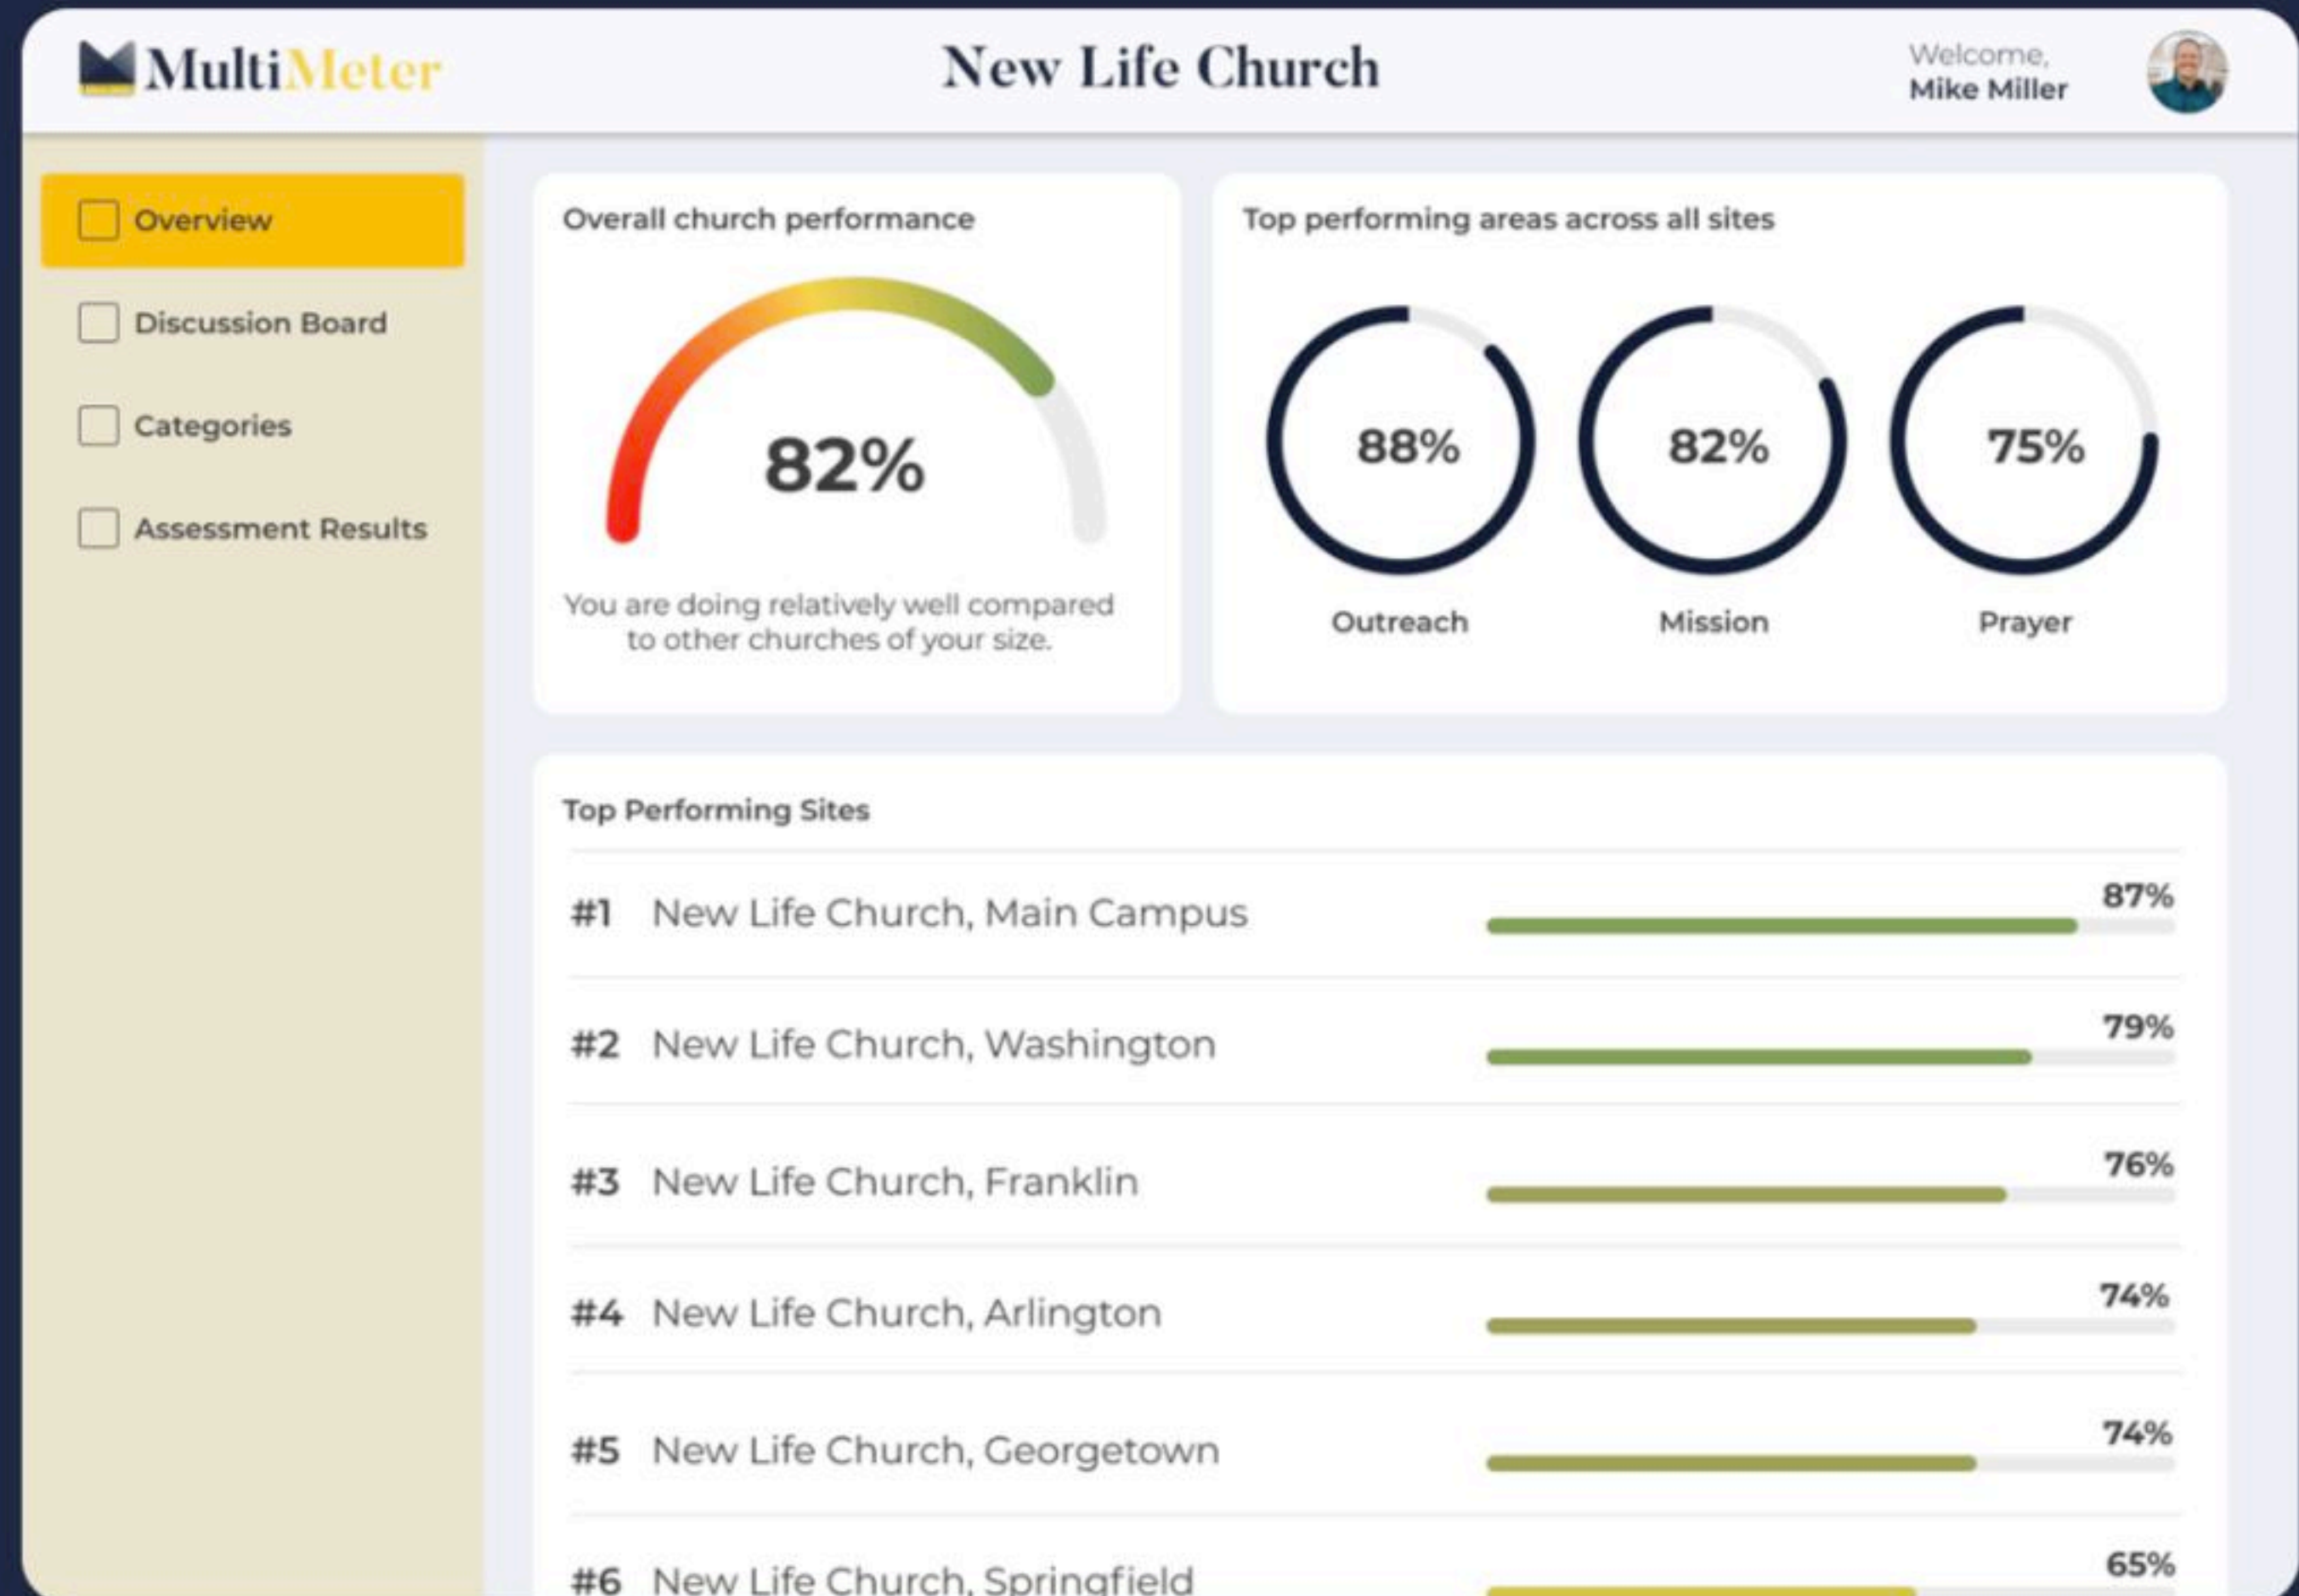 MultiMeter
New Life Church
Welcome,
Mike Miller
Overview
Discussion Board
Categories
Assessment Results
Overall church performance
82%
You are doing relatively well compared
to other churches of your size.
Top performing areas across all sites
88%
82%
75%
Outreach
Mission
Prayer
Top Performing Sites
#1 New Life Church, Main Campus 87%
#2 New Life Church, Washington 79%
#3 New Life Church, Franklin 76%
#4 New Life Church, Arlington 74%
#5 New Life Church, Georgetown 74%
#6 New Life Church, Springfield 65%